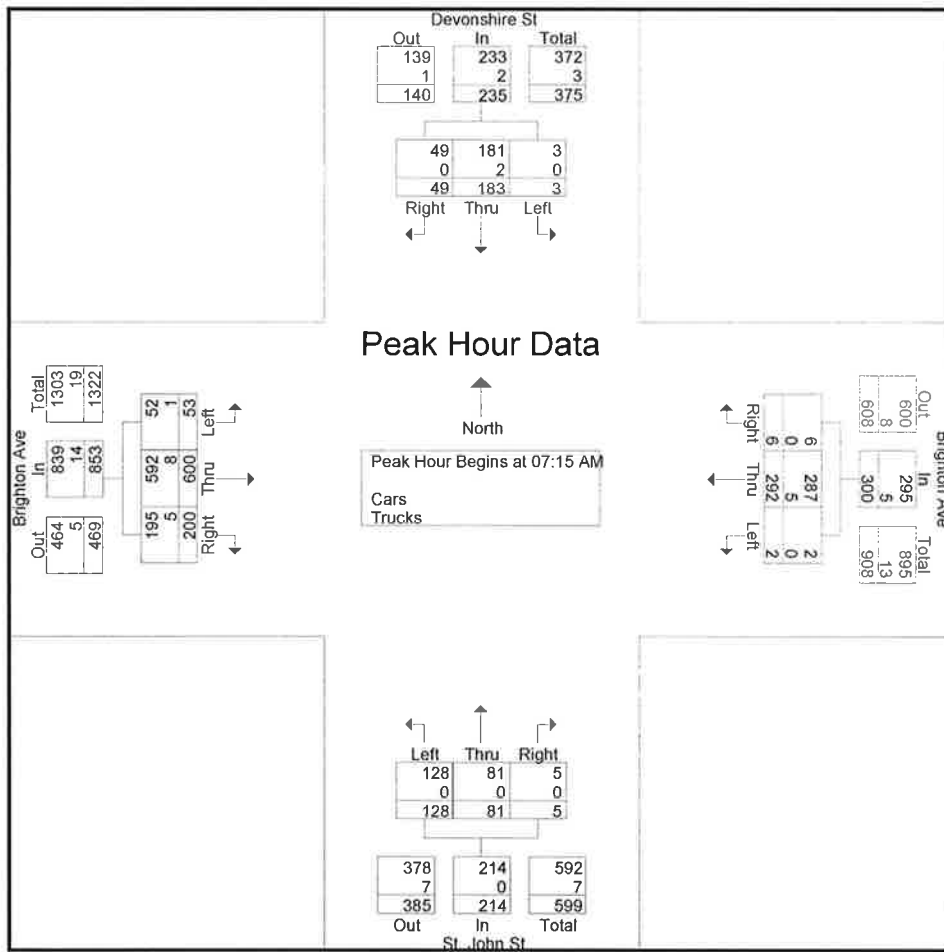 Devonshire St
Out In Total
139 233 372
1 2 3
140 235 375
49 181 3
0 2 0
49 183 3
Right Thru Left
Peak Hour Data
North
Peak Hour Begins at 07:15 AM
Cars
Trucks
Brighton Ave
Total In Out
1303 839 464
19 14 5
1322 853 469
52 592 195
1 8 5
53 600 200
Left Thru Right
Brighton Ave
Out In Total
600 295 895
8 5 13
608 300 908
6 287 2
0 5 0
6 292 2
Right Thru Left
Left Thru Right
128 81 5
0 0 0
128 81 5
378 214 592
7 0 7
385 214 599
Out In Total
St. John St